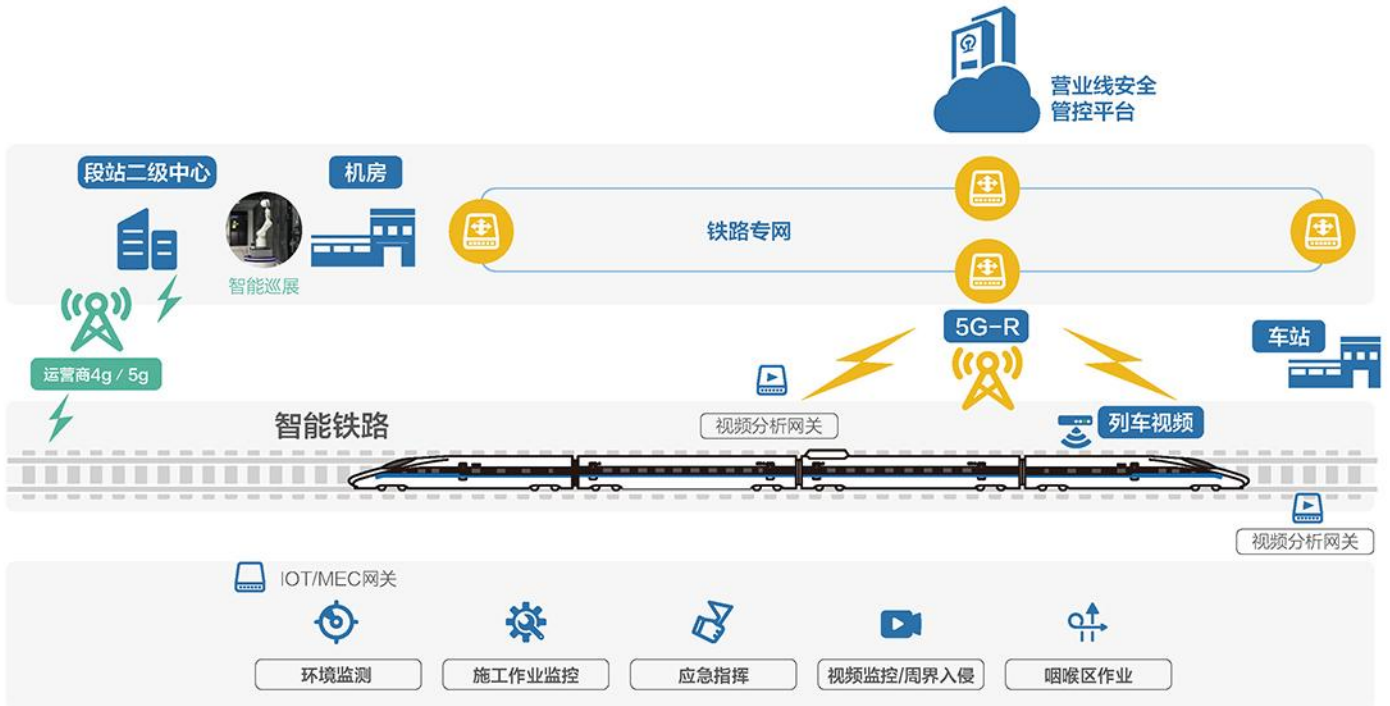 营业线安全
管控平台
段站二级中心
机房
铁路专网
智能巡展
5G-R
车站
运营商4g / 5g
智能铁路
视频分析网关
列车视频
视频分析网关
IOT/MEC网关
环境监测
施工作业监控
应急指挥
视频监控/周界入侵
咽喉区作业